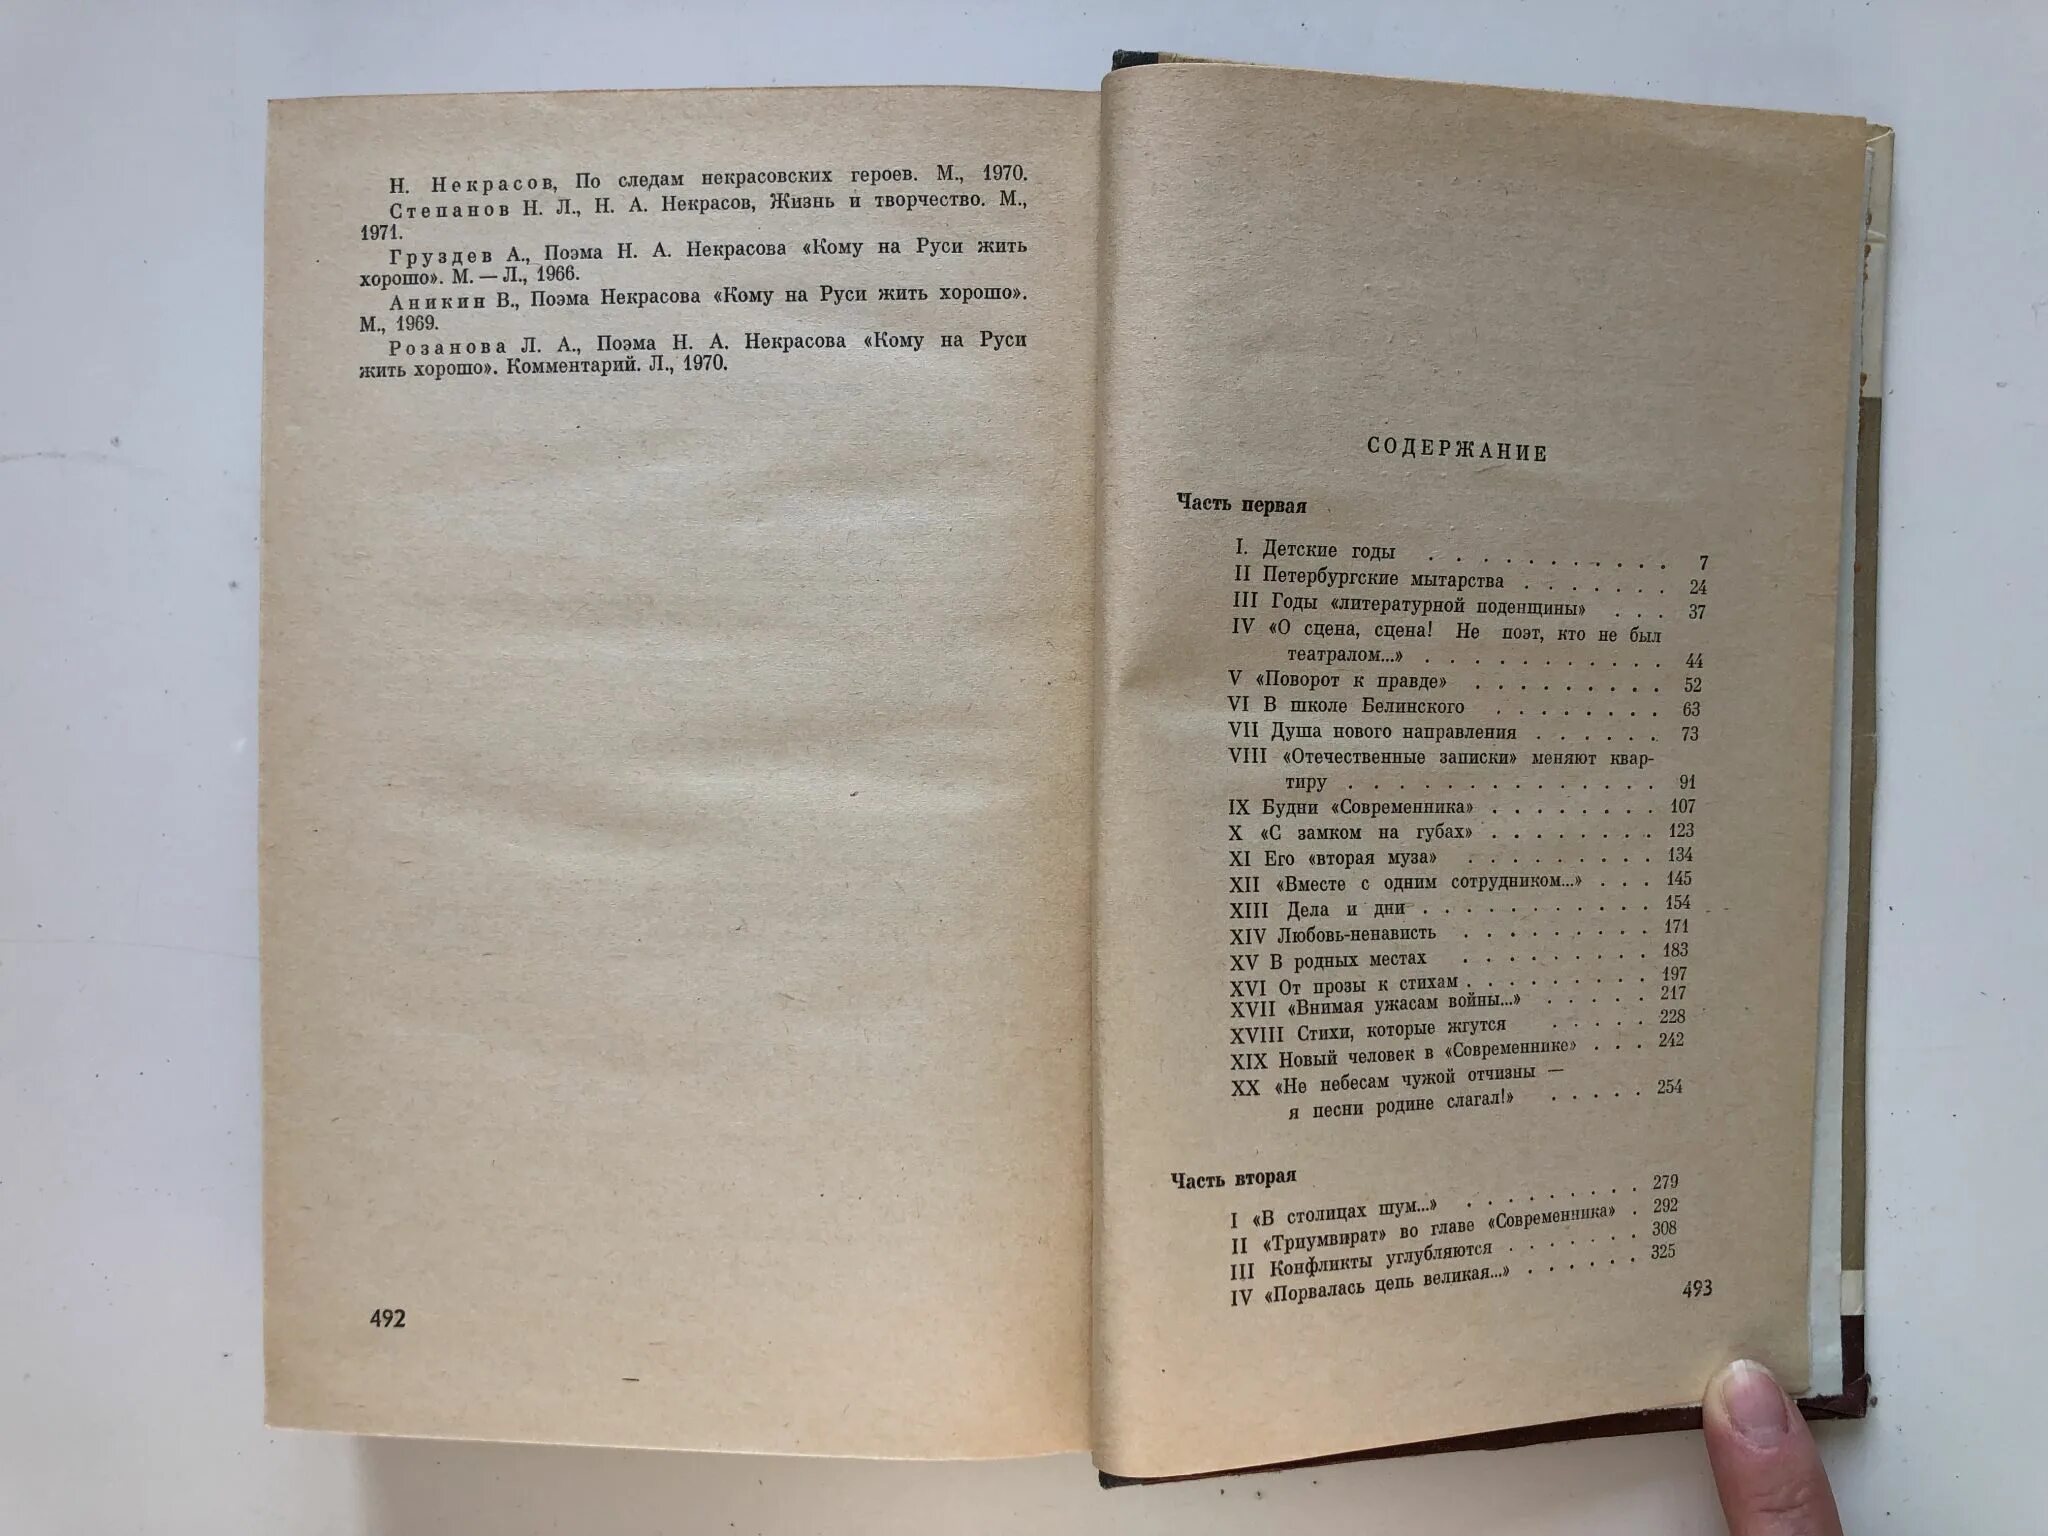 Н. Некрасов, По следам некрасовских героев. М., 1970.
Степанов Н. Л., Н. А. Некрасов, Жизнь и творчество. М.,
1971.
Груздев А., Поэма Н. А. Некрасова «Кому на Руси жить
хорошо». М. — Л., 1966.
Аникин В., Поэма Некрасова «Кому на Руси жить хорошо».
М., 1969.
Розанова Л. А., Поэма Н. А. Некрасова «Кому на Руси
жить хорошо». Комментарий. Л., 1970.
492
СОДЕРЖАНИЕ
Часть первая
I. Детские годы . . . . . . . . . . . 7
II Петербургские мытарства . . . . . . . 24
III Годы «литературной поденщины» . . . 37
IV «О сцена, сцена! Не поэт, кто не был
театралом...» . . . . . . . . . . . 44
V «Поворот к правде» . . . . . . . . . 52
VI В школе Белинского . . . . . . . . 63
VII Душа нового направления . . . . . . 73
VIII «Отечественные записки» меняют квар-
тиру . . . . . . . . . . . . . . 91
IX Будни «Современника» . . . . . . . . 107
X «С замком на губах» . . . . . . . . 123
XI Его «вторая муза» . . . . . . . . . 134
XII «Вместе с одним сотрудником...» . . . 145
XIII Дела и дни . . . . . . . . . . . 154
XIV Любовь-ненависть . . . . . . . . . 171
XV В родных местах . . . . . . . . . 183
XVI От прозы к стихам . . . . . . . . . 197
XVII «Внимая ужасам войны...» . . . . . 217
XVIII Стихи, которые жгутся . . . . . 228
XIX Новый человек в «Современнике» . . . 242
XX «Не небесам чужой отчизны —
я песни родине слагал!» . . . . . 254
Часть вторая
I «В столицах шум...» . . . . . . . . . 279
II «Триумвират» во главе «Современника» . 292
III Конфликты углубляются . . . . . . . 308
IV «Порвалась цепь великая...» . . . . . . 325
493